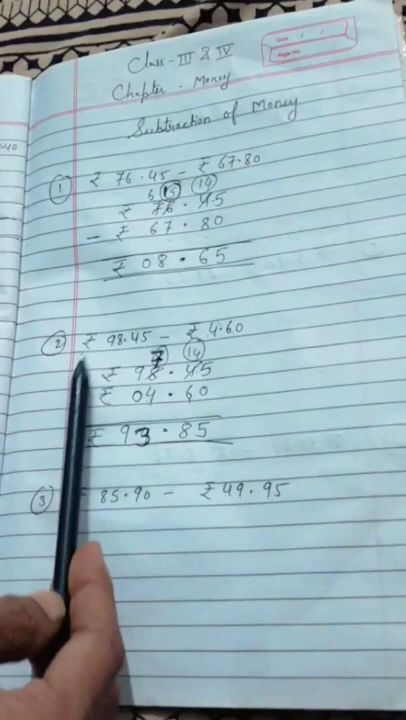 Class - III & IV
Chapter - Money
Subtraction of Money
1 ₹ 76.45 - ₹ 67.80
6 15 14
₹ 76.45
- ₹ 67.80
₹ 08.65
2 ₹ 98.45 - ₹ 4.60
7 14
₹ 98.45
₹ 04.60
₹ 93.85
3 ₹ 85.90 - ₹ 49.95